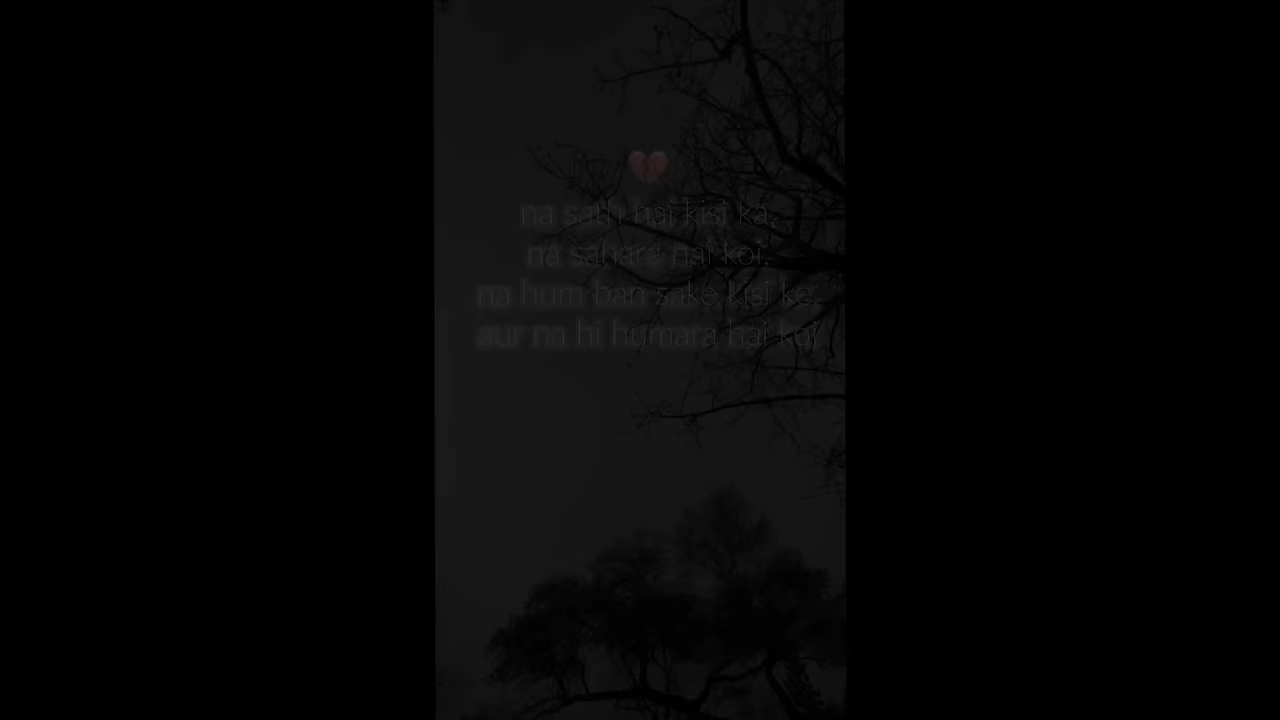 💔
na sath hai kisi ka,
na sahara hai koi.
na hum ban sake kisi ke,
aur na hi humara hai koi